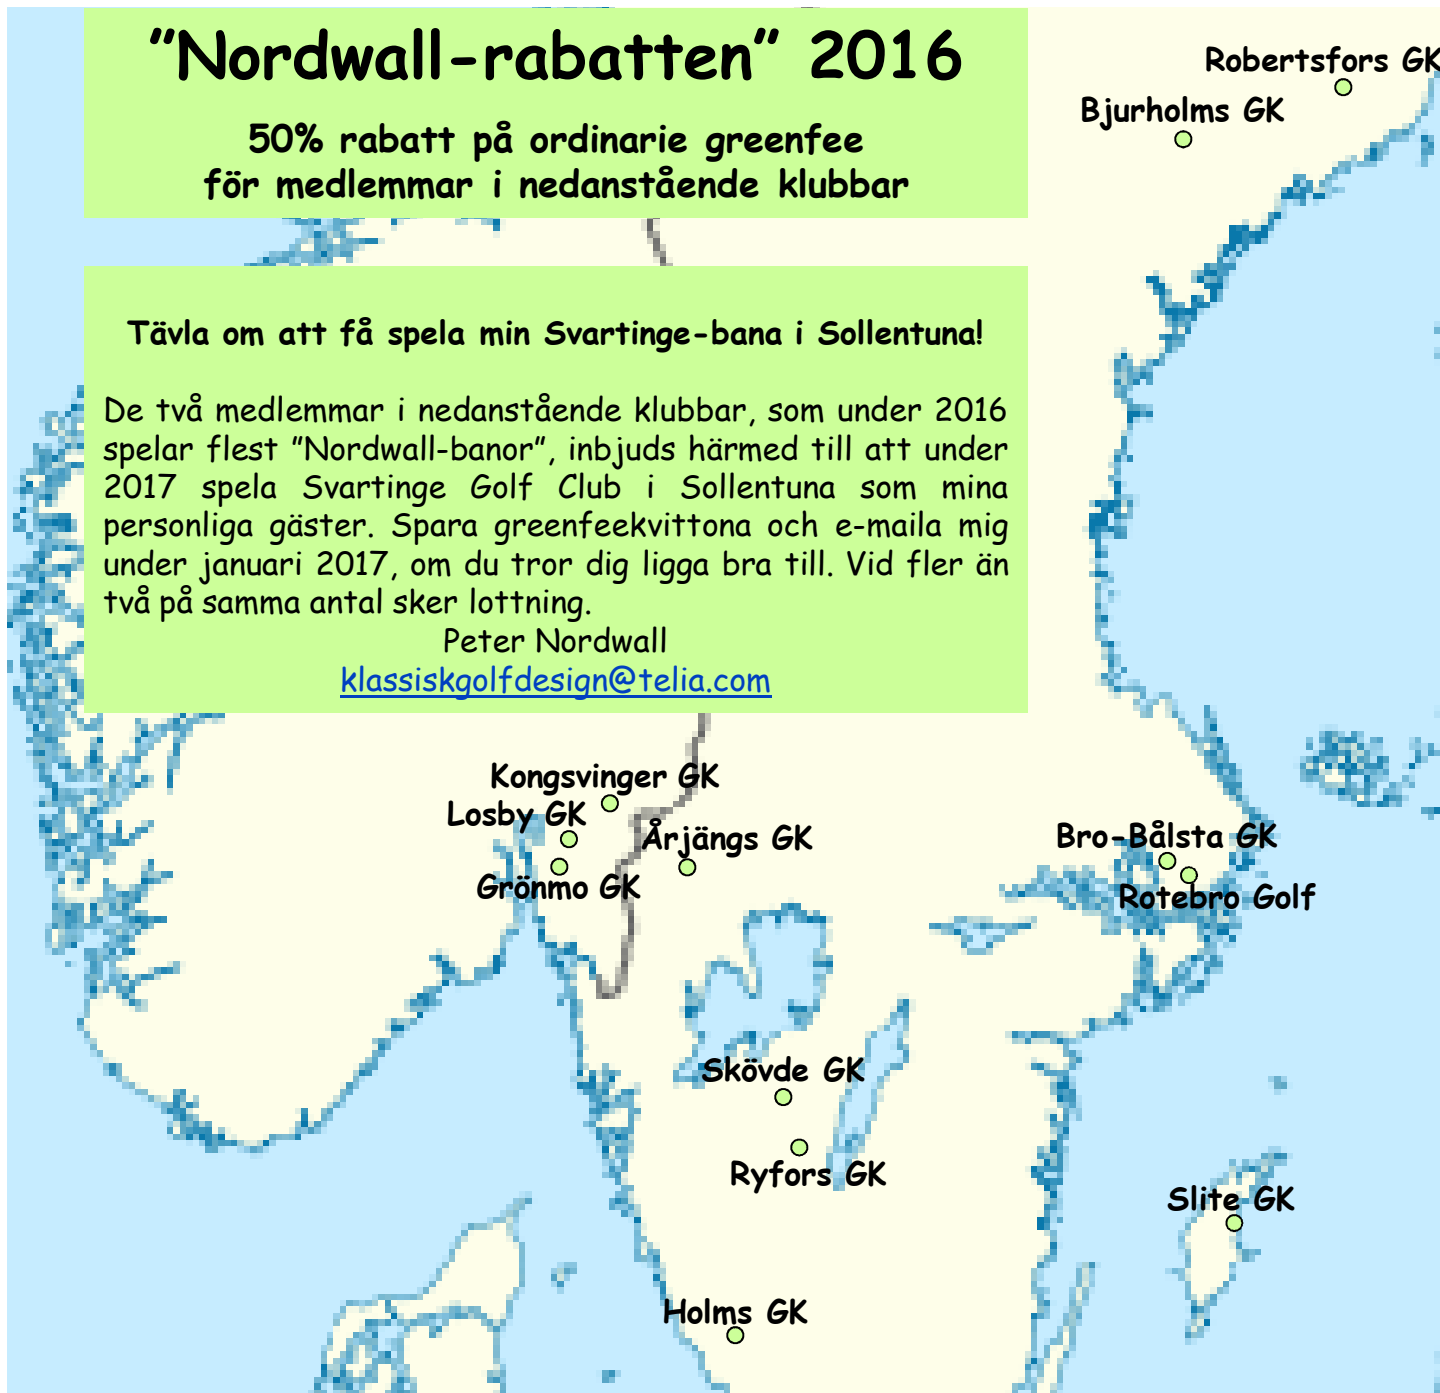 ”Nordwall-rabatten” 2016
50% rabatt på ordinarie greenfee
för medlemmar i nedanstående klubbar
Robertsfors GK
Bjurholms GK
Tävla om att få spela min Svartinge-bana i Sollentuna!
De två medlemmar i nedanstående klubbar, som under 2016
spelar flest ”Nordwall-banor”, inbjuds härmed till att under
2017 spela Svartinge Golf Club i Sollentuna som mina
personliga gäster. Spara greenfeekvittona och e-maila mig
under januari 2017, om du tror dig ligga bra till. Vid fler än
två på samma antal sker lottning.
Peter Nordwall
klassiskgolfdesign@telia.com
Kongsvinger GK
Losby GK
Årjängs GK
Bro-Bålsta GK
Grönmo GK
Rotebro Golf
Skövde GK
Ryfors GK
Slite GK
Holms GK